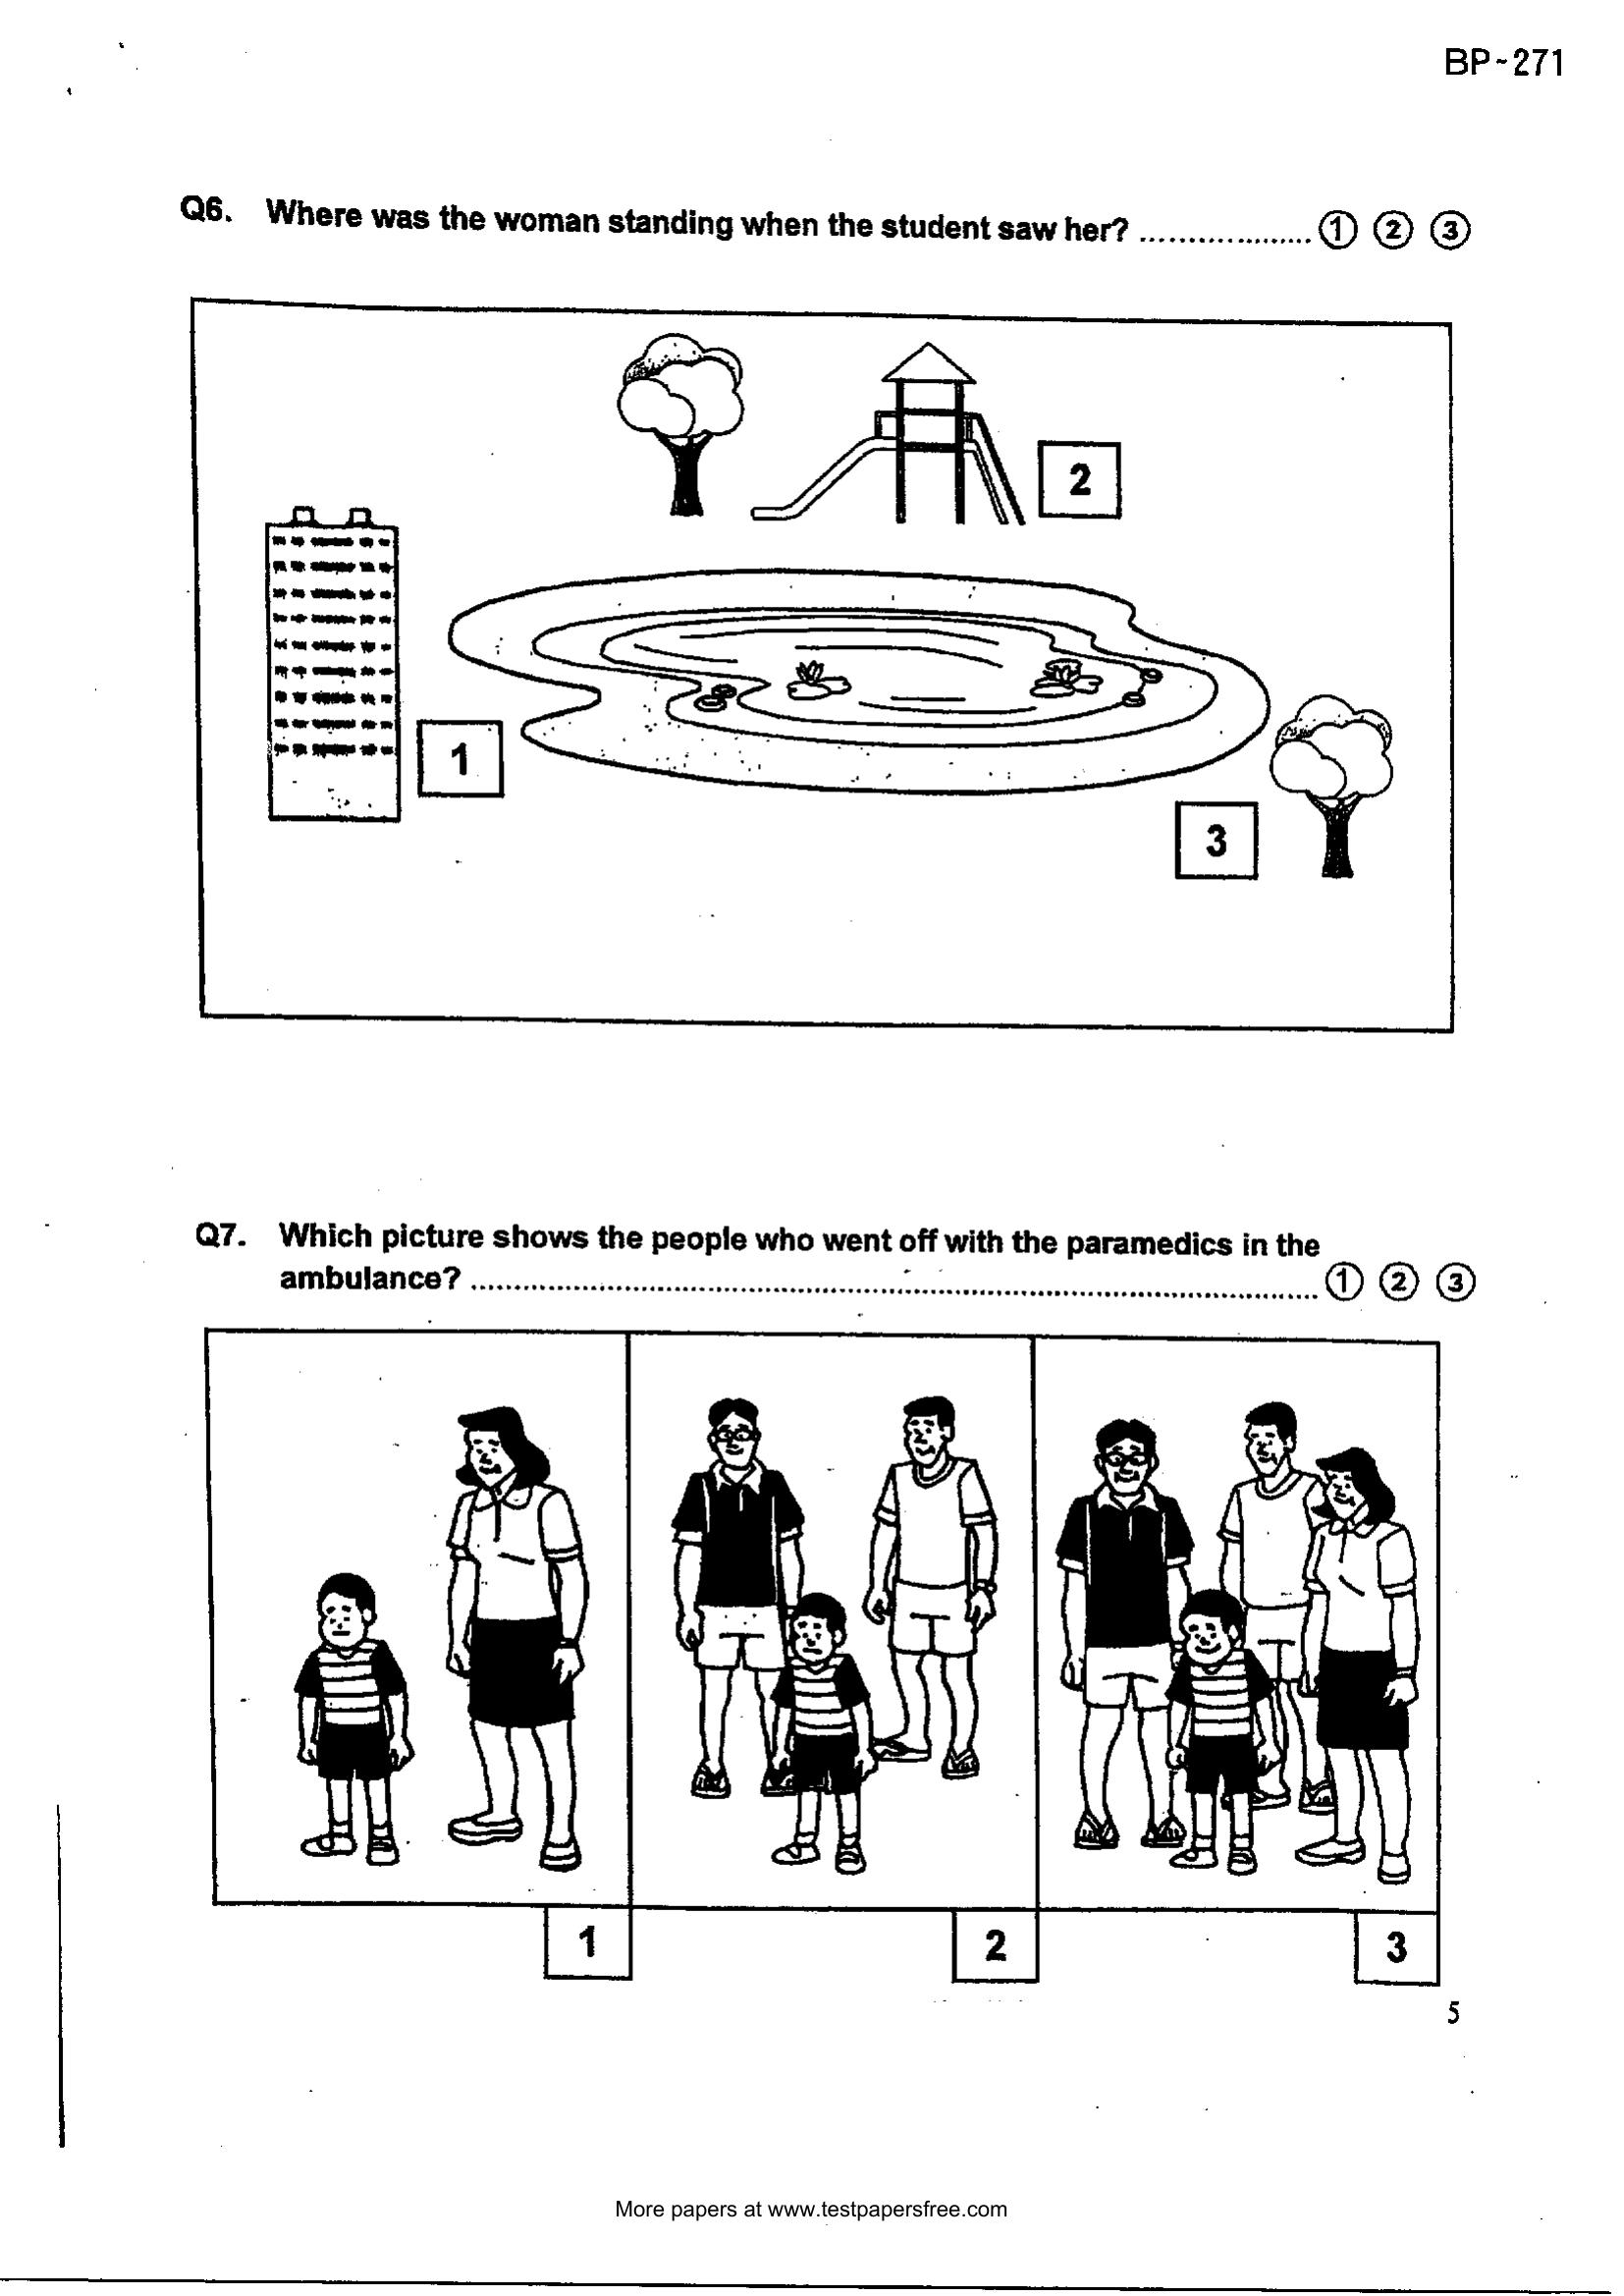 BP-271
Q6. Where was the woman standing when the student saw her? ................... ① ② ③
2
1
3
Q7. Which picture shows the people who went off with the paramedics in the
ambulance? ........................................................................................... ① ② ③
1 2 3
5
More papers at www.testpapersfree.com